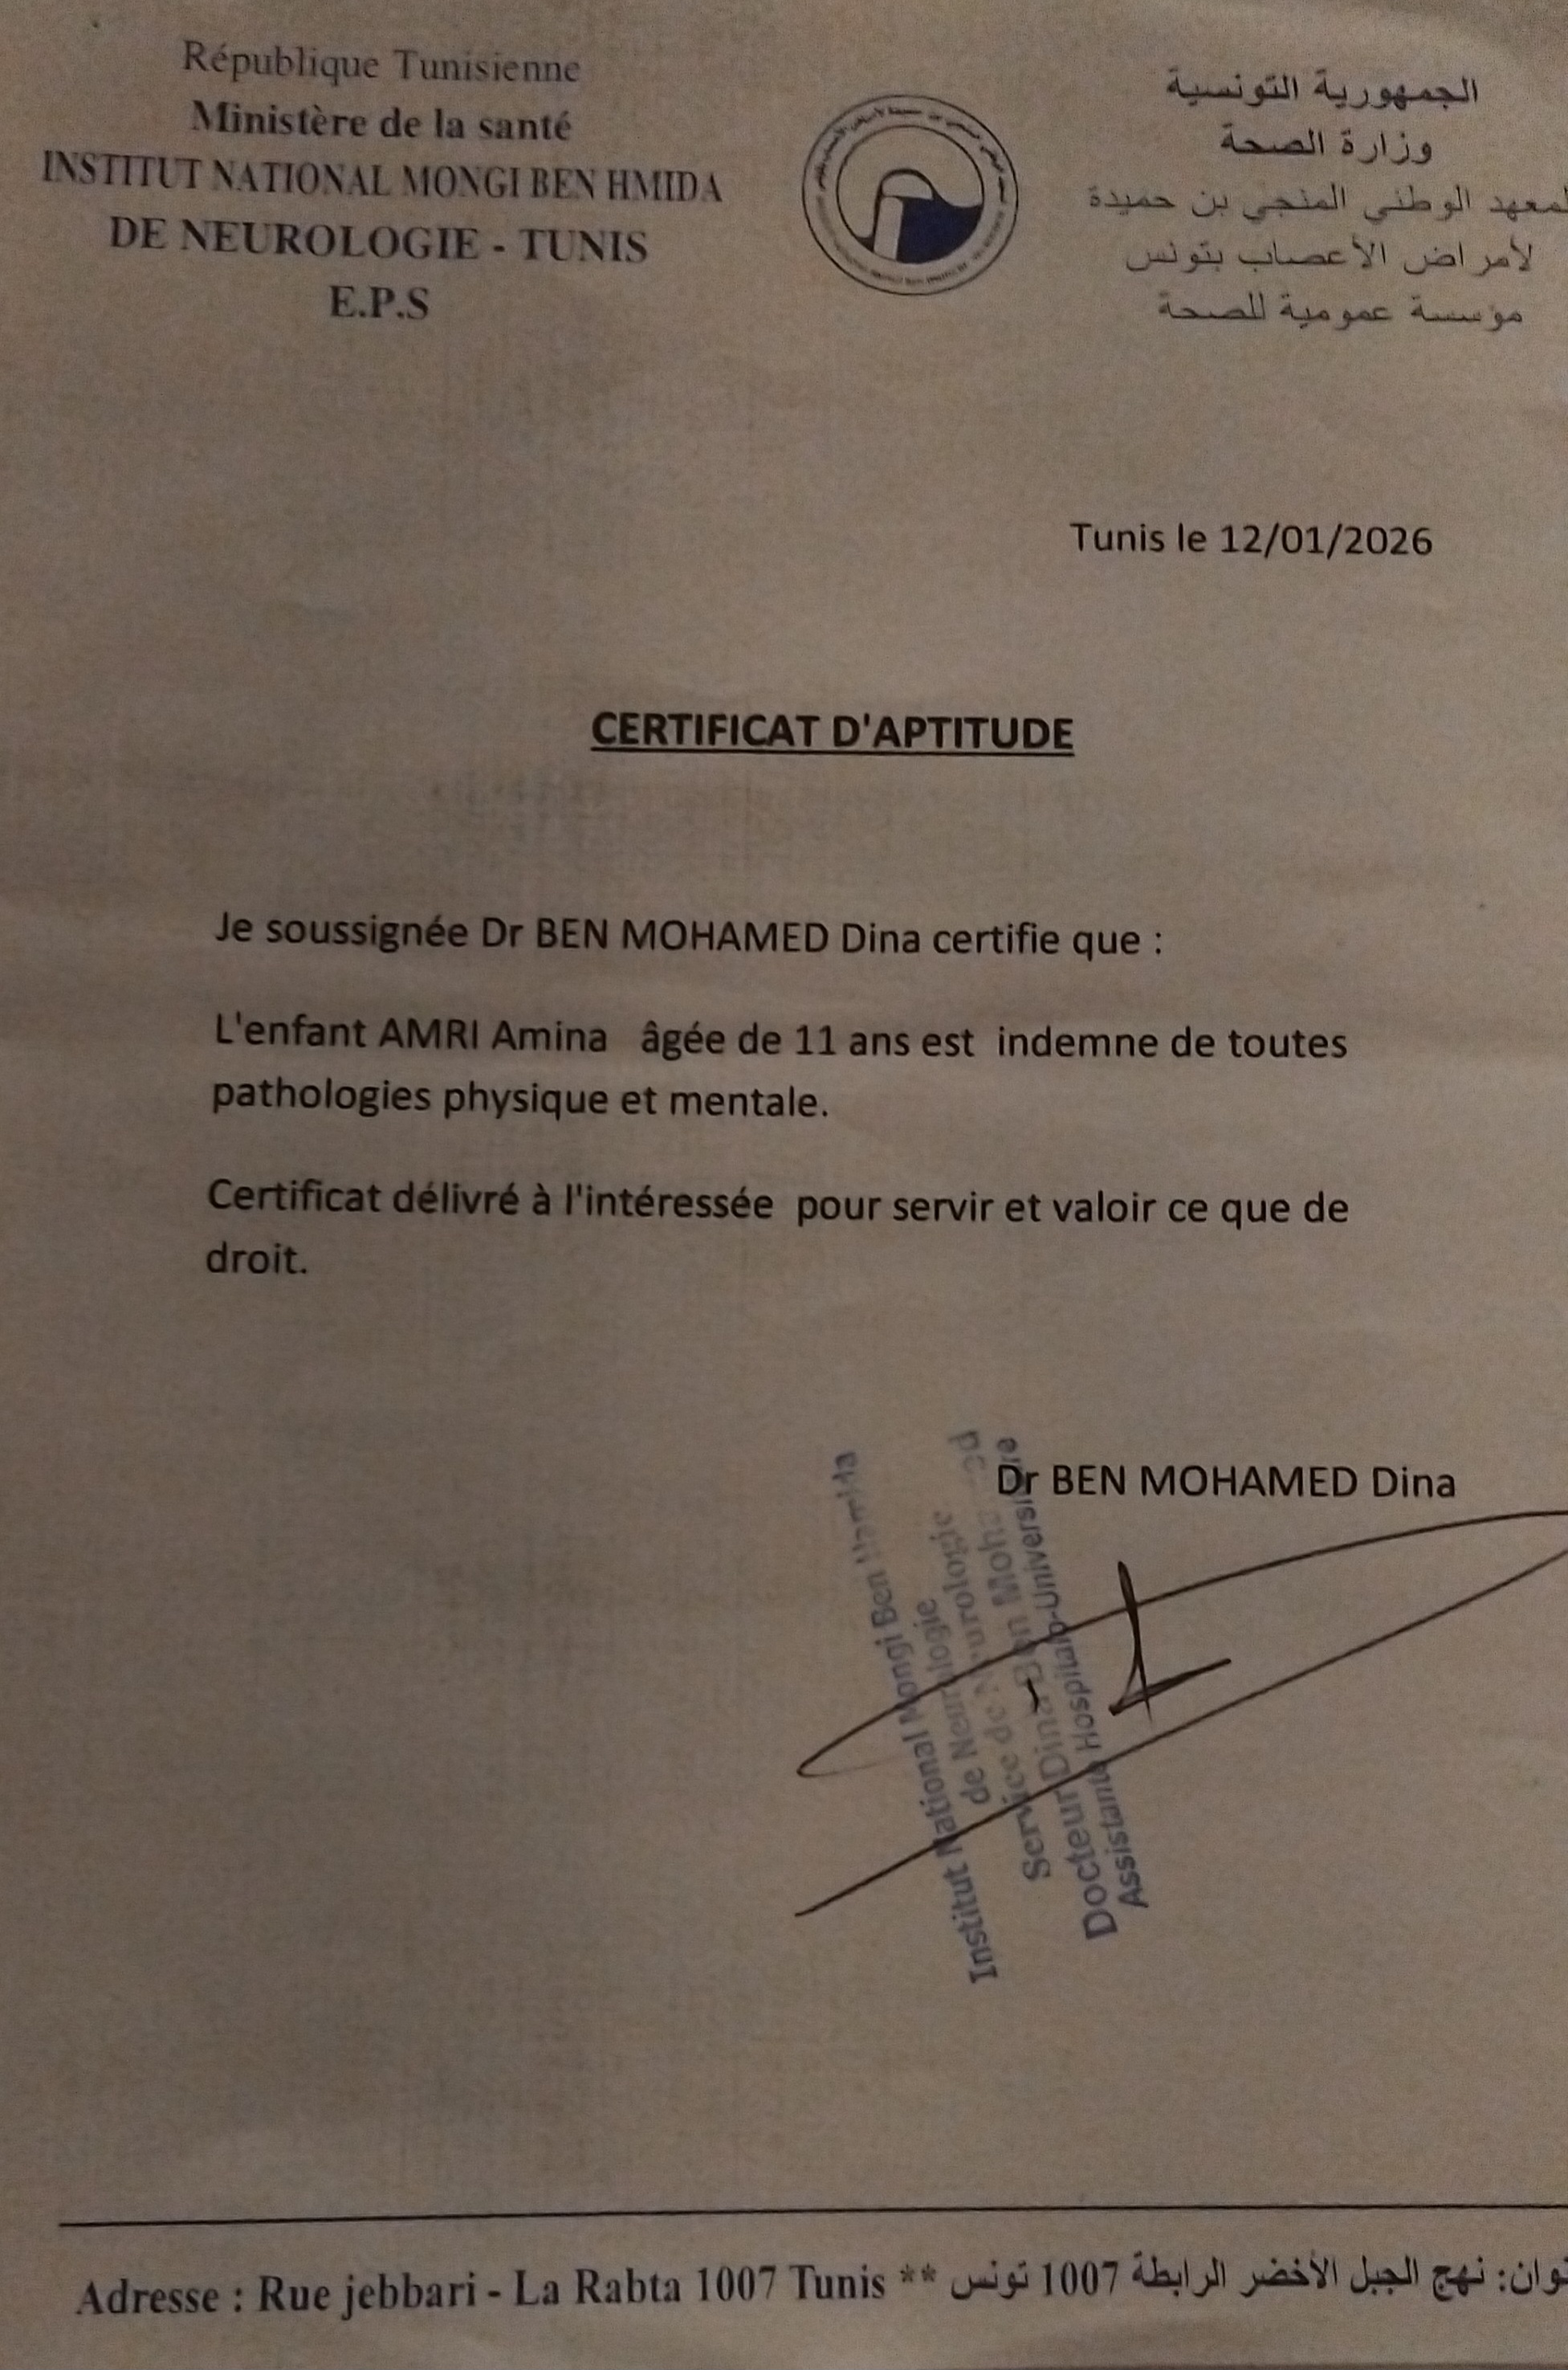 République Tunisienne
Ministère de la santé
INSTITUT NATIONAL MONGI BEN HMIDA
DE NEUROLOGIE - TUNIS
E.P.S
الجمهورية التونسية
وزارة الصحة
المعهد الوطني المنجي بن حميدة
لأمراض الأعصاب بتونس
مؤسسة عمومية للصحة
Tunis le 12/01/2026
CERTIFICAT D'APTITUDE
Je soussignée Dr BEN MOHAMED Dina certifie que :
L'enfant AMRI Amina âgée de 11 ans est indemne de toutes
pathologies physique et mentale.
Certificat délivré à l'intéressée pour servir et valoir ce que de
droit.
Dr BEN MOHAMED Dina
Assistante Hospitalo-Universitaire
Docteur Dina Ben Mohamed
Service de Neurologie
de Neurologie
Institut National Mongi Ben Hamida
Adresse : Rue jebbari - La Rabta 1007 Tunis ** نهج الجبل الأخضر الرابطة 1007 تونس